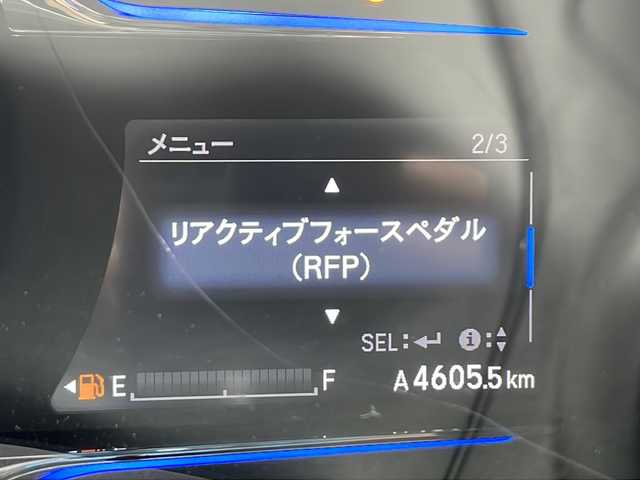 メニュー 2/3
リアクティブフォースペダル
(RFP)
SEL: i:
E F A 4605.5 km